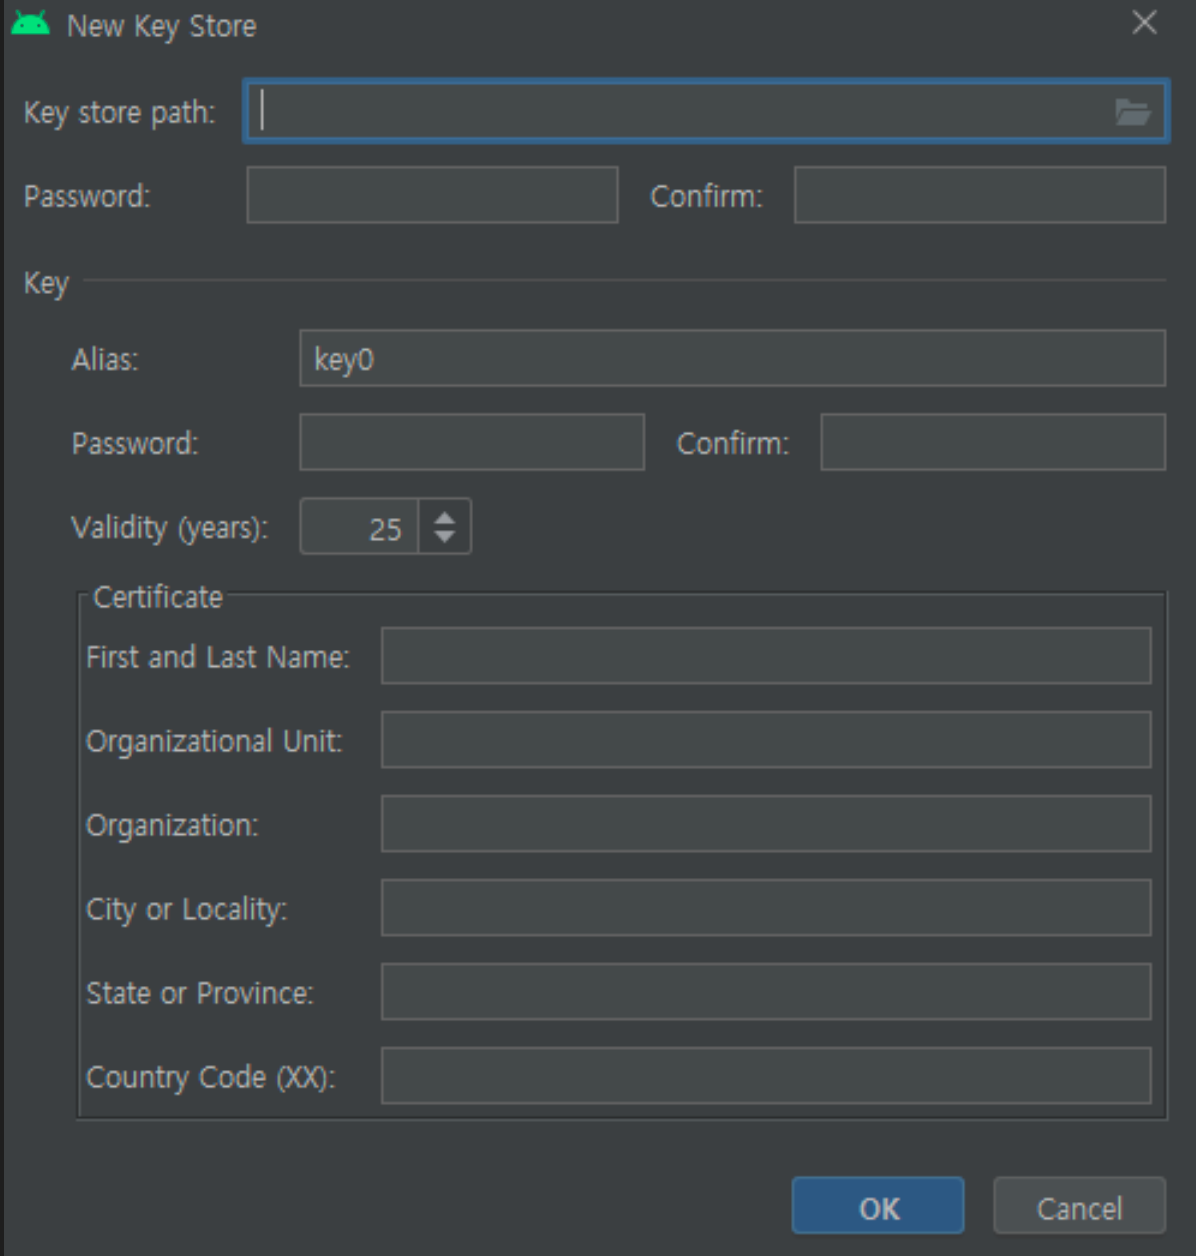 New Key Store
Key store path:
Password: Confirm:
Key
Alias: key0
Password: Confirm:
Validity (years): 25
Certificate
First and Last Name:
Organizational Unit:
Organization:
City or Locality:
State or Province:
Country Code (XX):
OK Cancel